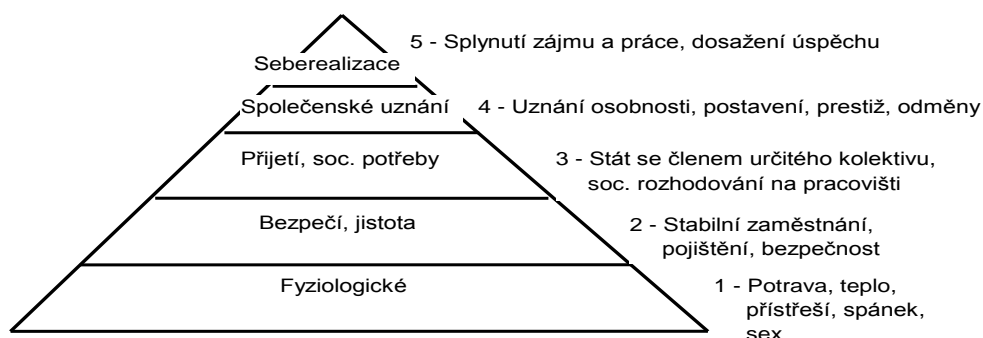 5 - Splynutí zájmu a práce, dosažení úspěchu
Seberealizace
Společenské uznání
4 - Uznání osobnosti, postavení, prestiž, odměny
Přijetí, soc. potřeby
3 - Stát se členem určitého kolektivu,
soc. rozhodování na pracovišti
Bezpečí, jistota
2 - Stabilní zaměstnání,
pojištění, bezpečnost
Fyziologické
1 - Potrava, teplo,
přístřeší, spánek,
sex